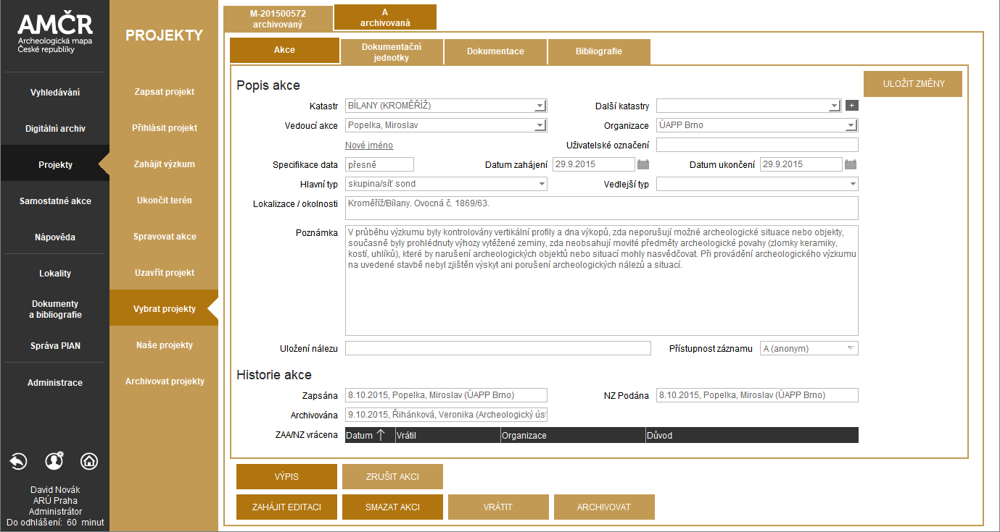 AMČR
Archeologická mapa
České republiky
Vyhledávání
Digitální archiv
Projekty
Samostatné akce
Nápověda
Lokality
Dokumenty
a bibliografie
Správa PIAN
Administrace
David Novák
ARÚ Praha
Administrátor
Do odhlášení: 60 minut
PROJEKTY
Zapsat projekt
Přihlásit projekt
Zahájit výzkum
Ukončit terén
Spravovat akce
Uzavřít projekt
Vybrat projekty
Naše projekty
Archivovat projekty
M-201500572
archivovaný
A
archivovaná
Akce
Dokumentační
jednotky
Dokumentace
Bibliografie
Popis akce
ULOŽIT ZMĚNY
Katastr BÍLANY (KROMĚŘÍŽ) Další katastry +
Vedoucí akce Popelka, Miroslav Organizace ÚAPP Brno
Nové jméno Uživatelské označení
Specifikace data přesně Datum zahájení 29.9.2015 Datum ukončení 29.9.2015
Hlavní typ skupina/síť sond Vedlejší typ
Lokalizace / okolnosti Kroměříž/Bílany. Ovocná č. 1869/63.
Poznámka V průběhu výzkumu byly kontrolovány vertikální profily a dna výkopů, zda neporušují možné archeologické situace nebo objekty,
současně byly prohlédnuty výhozy vytěžené zeminy, zda neobsahují movité předměty archeologické povahy (zlomky keramiky,
kostí, uhlíků), které by narušení archeologických objektů nebo situací mohly nasvědčovat. Při provádění archeologického výzkumu
na uvedené stavbě nebyl zjištěn výskyt ani porušení archeologických nálezů a situací.
Uložení nálezu Přístupnost záznamu A (anonym)
Historie akce
Zapsána 8.10.2015, Popelka, Miroslav (ÚAPP Brno) NZ Podána 8.10.2015, Popelka, Miroslav (ÚAPP Brno)
Archivována 9.10.2015, Řihánková, Veronika (Archeologický ús
ZAA/NZ vrácena Datum Vrátil Organizace Důvod
VÝPIS ZRUŠIT AKCI
ZAHÁJIT EDITACI SMAZAT AKCI VRÁTIT ARCHIVOVAT